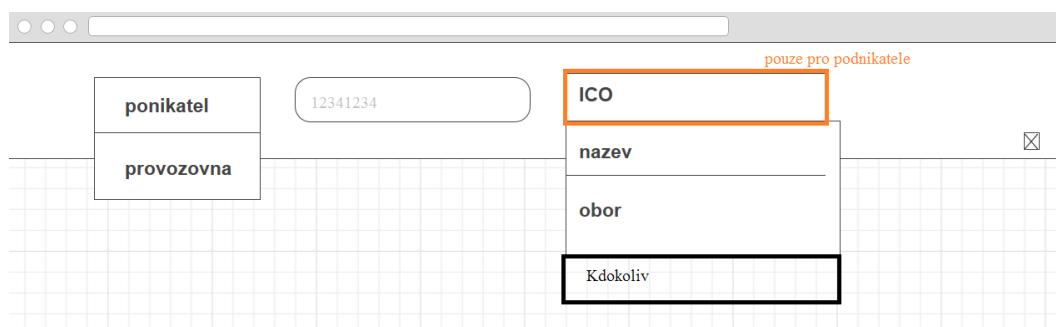 pouze pro podnikatele
ponikatel
12341234
ICO
provozovna
nazev
obor
Kdokoliv